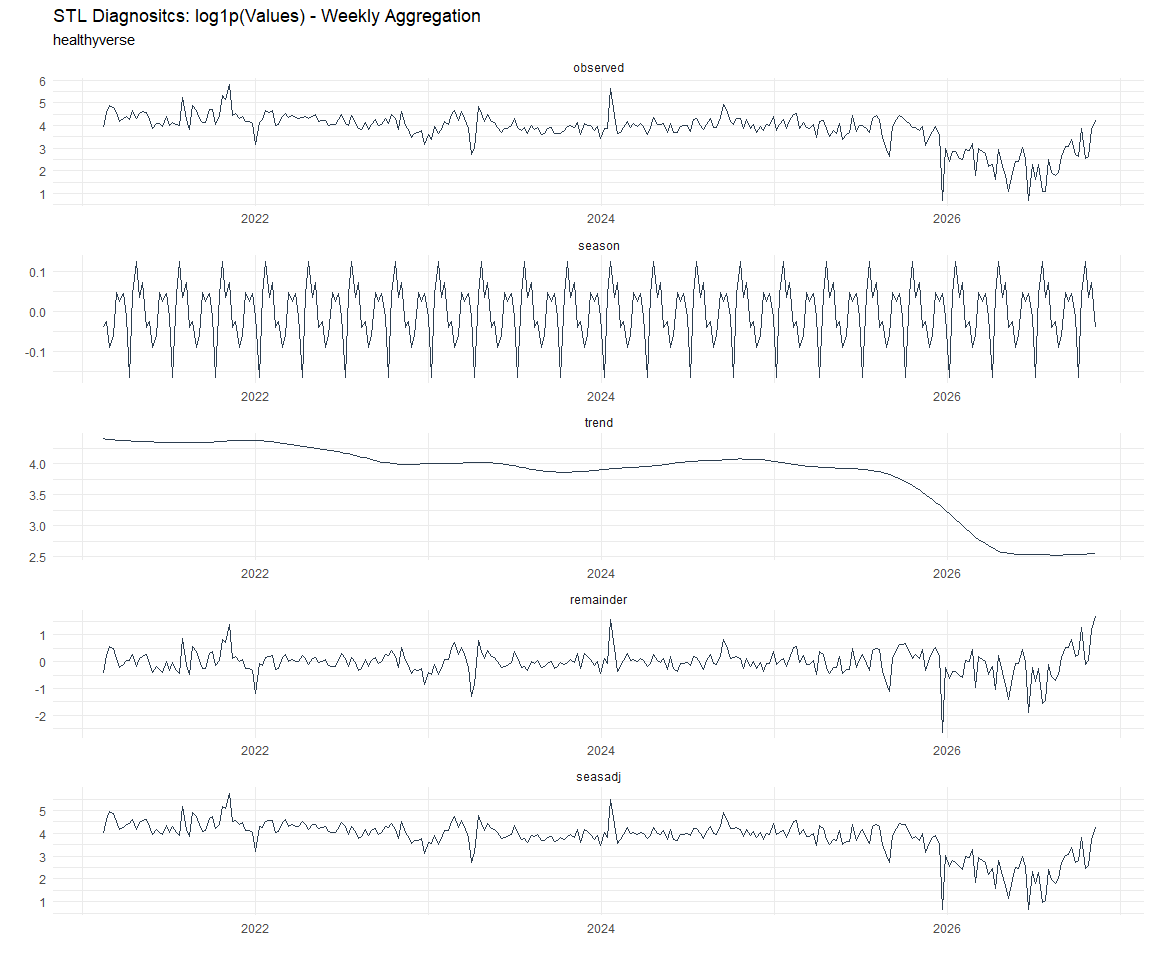 STL Diagnositcs: log1p(Values) - Weekly Aggregation
healthyverse
observed
6
5
4
3
2
1
2022 2024 2026
season
0.1
0.0
-0.1
2022 2024 2026
trend
4.0
3.5
3.0
2.5
2022 2024 2026
remainder
1
0
-1
-2
2022 2024 2026
seasadj
5
4
3
2
1
2022 2024 2026